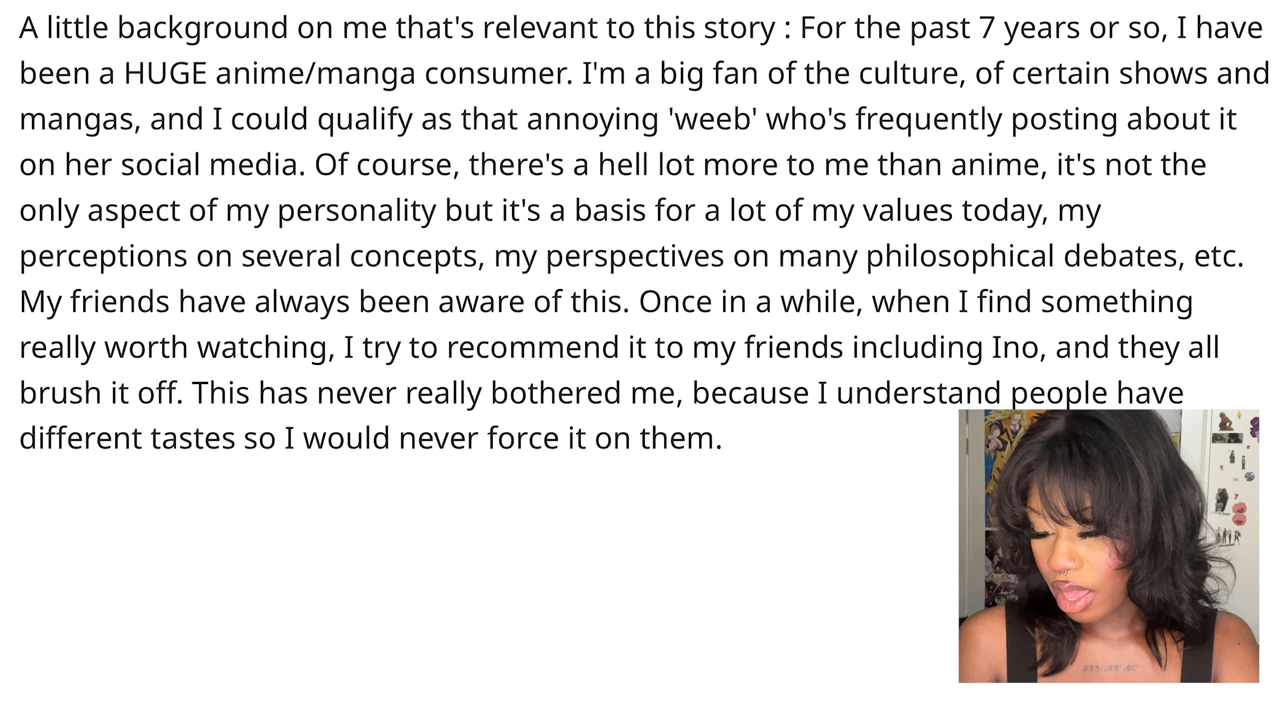 A little background on me that's relevant to this story : For the past 7 years or so, I have
been a HUGE anime/manga consumer. I'm a big fan of the culture, of certain shows and
mangas, and I could qualify as that annoying 'weeb' who's frequently posting about it
on her social media. Of course, there's a hell lot more to me than anime, it's not the
only aspect of my personality but it's a basis for a lot of my values today, my
perceptions on several concepts, my perspectives on many philosophical debates, etc.
My friends have always been aware of this. Once in a while, when I find something
really worth watching, I try to recommend it to my friends including Ino, and they all
brush it off. This has never really bothered me, because I understand people have
different tastes so I would never force it on them.